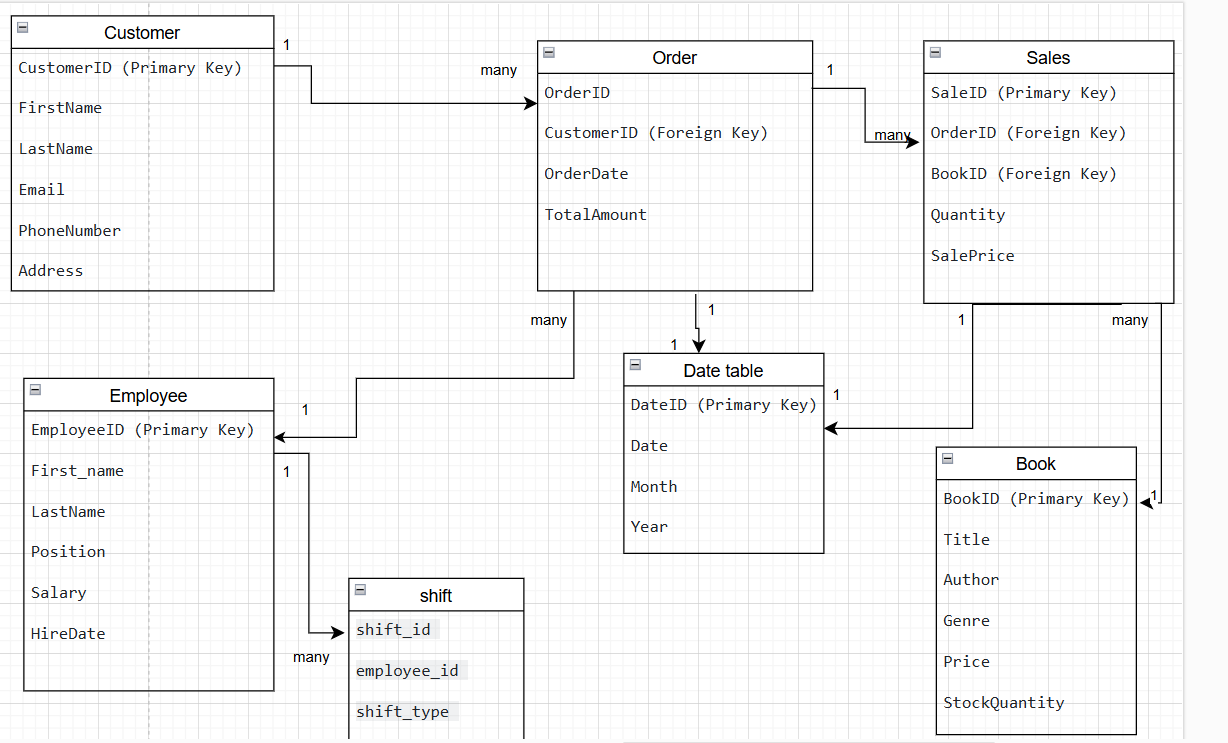 Customer
CustomerID (Primary Key)
FirstName
LastName
Email
PhoneNumber
Address
1
many
Order
OrderID
CustomerID (Foreign Key)
OrderDate
TotalAmount
1
many
Sales
SaleID (Primary Key)
OrderID (Foreign Key)
BookID (Foreign Key)
Quantity
SalePrice
many
1
1
1
many
1
Employee
EmployeeID (Primary Key)
First_name
LastName
Position
Salary
HireDate
1
1
many
Date table
DateID (Primary Key)
Date
Month
Year
1
Book
BookID (Primary Key)
Title
Author
Genre
Price
StockQuantity
1
shift
shift_id
employee_id
shift_type